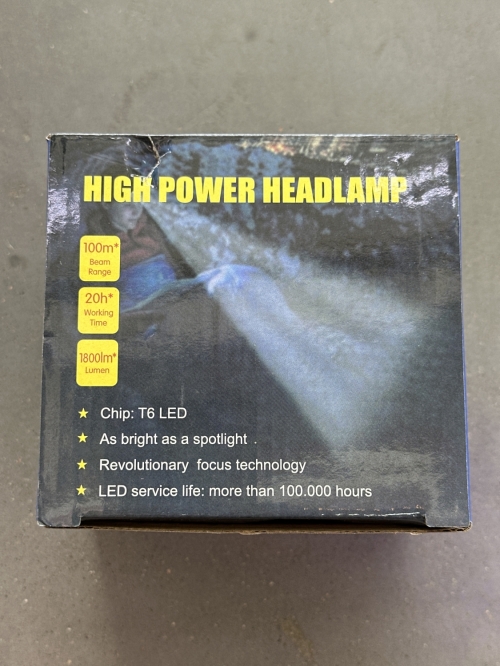 HIGH POWER HEADLAMP
100m*
Beam
Range
20h*
Working
Time
1800lm*
Lumen
★ Chip: T6 LED
★ As bright as a spotlight .
★ Revolutionary focus technology
★ LED service life: more than 100.000 hours